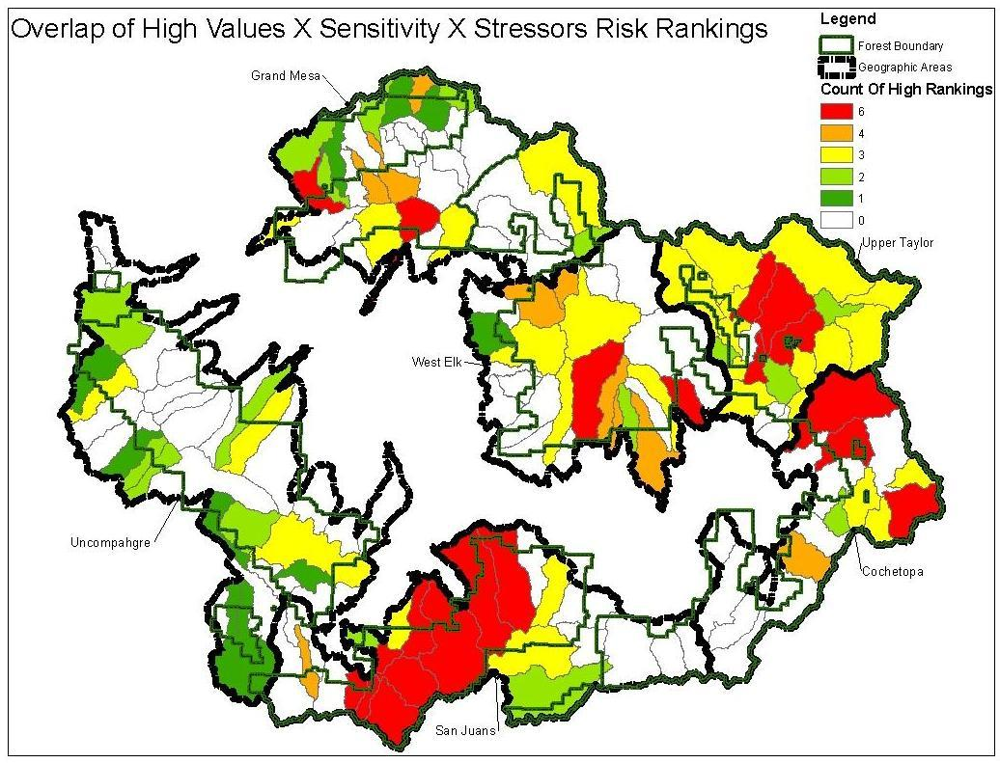 Overlap of High Values X Sensitivity X Stressors Risk Rankings
Legend
Forest Boundary
Geographic Areas
Count Of High Rankings
6
4
3
2
1
0
Grand Mesa
Upper Taylor
West Elk
Uncompahgre
Cochetopa
San Juans